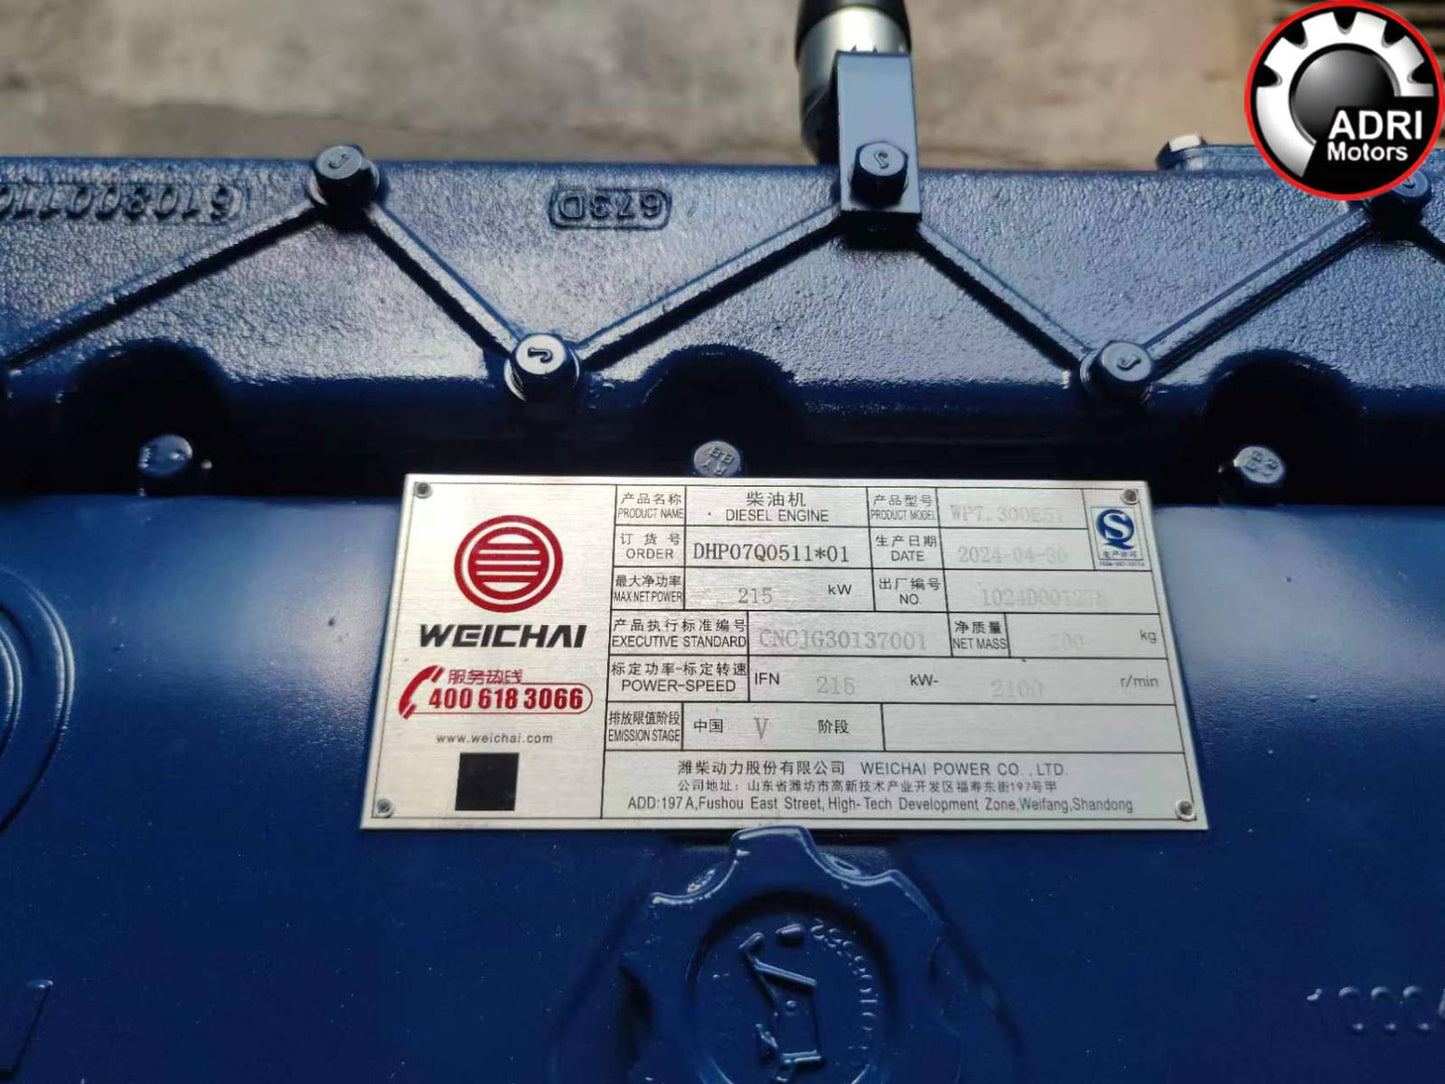 ADRI
Motors
673D
产品名称
PRODUCT NAME
柴油机
DIESEL ENGINE
产品型号
PRODUCT MODEL
WP7.300E51
订货号
ORDER
DHP07Q0511*01
生产日期
DATE
2024-04-30
最大净功率
MAX NET POWER
215 kW
出厂编号
NO.
产品执行标准编号
EXECUTIVE STANDARD
CNCJG30137001
净质量
NET MASS
kg
标定功率-标定转速
POWER-SPEED
IFN 215 kW- 2100 r/min
排放限值阶段
EMISSION STAGE
中国 V 阶段
WEICHAI
服务热线
400 618 3066
www.weichai.com
潍柴动力股份有限公司 WEICHAI POWER CO.,LTD.
公司地址：山东省潍坊市高新技术产业开发区福寿东街197号甲
ADD:197A,Fushou East Street, High-Tech Development Zone,Weifang,Shandong